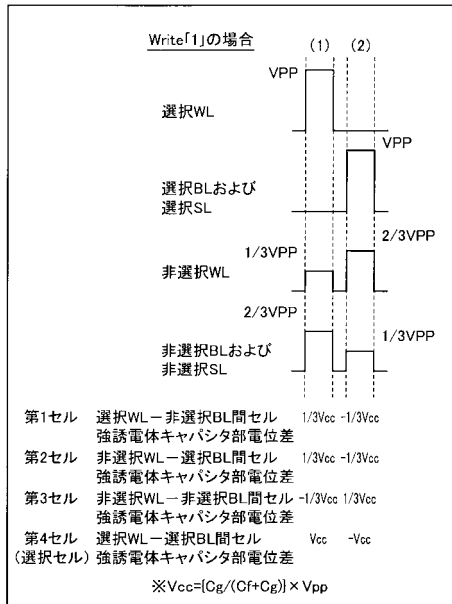 Write「1」の場合
(1) (2)
VPP
選択WL
VPP
選択BLおよび
選択SL
2/3VPP
1/3VPP
非選択WL
2/3VPP
1/3VPP
非選択BLおよび
非選択SL
第1セル 選択WL－非選択BL間セル 1/3Vcc -1/3Vcc
強誘電体キャパシタ部電位差
第2セル 非選択WL－選択BL間セル 1/3Vcc -1/3Vcc
強誘電体キャパシタ部電位差
第3セル 非選択WL－非選択BL間セル -1/3Vcc 1/3Vcc
強誘電体キャパシタ部電位差
第4セル 選択WL－選択BL間セル Vcc -Vcc
(選択セル) 強誘電体キャパシタ部電位差
※Vcc={Cg/(Cf+Cg)}×Vpp